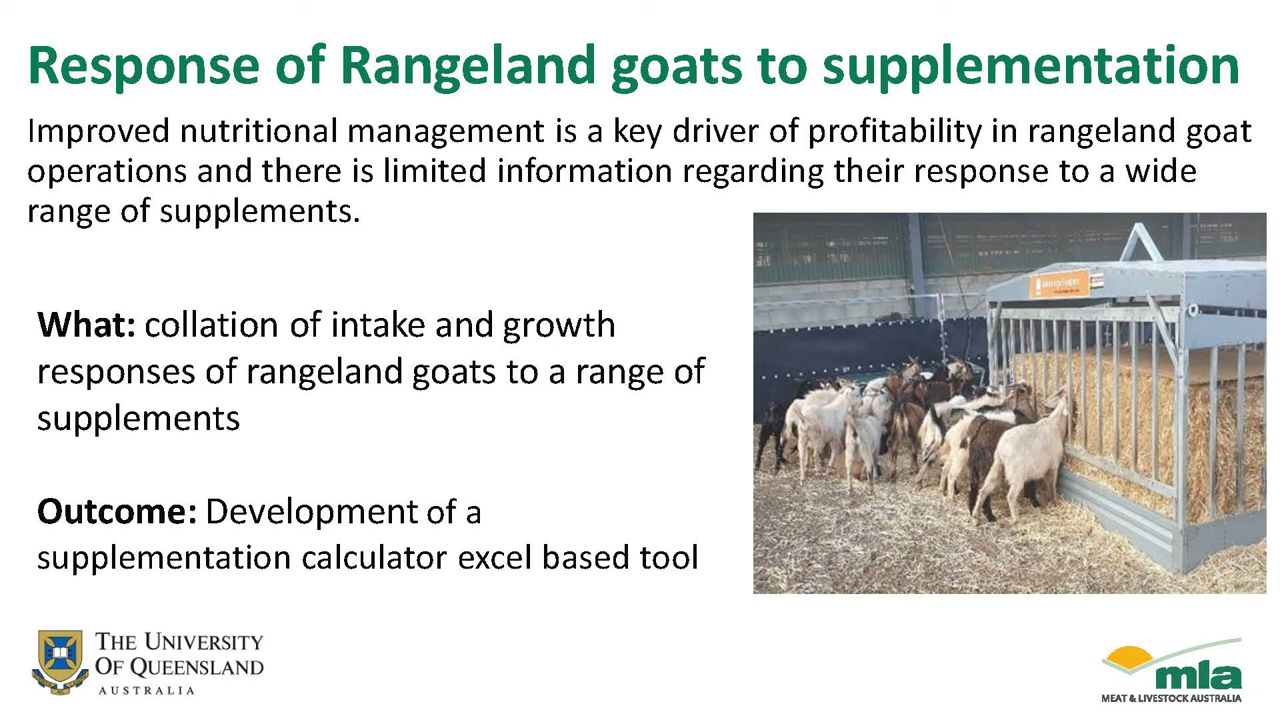 Response of Rangeland goats to supplementation
Improved nutritional management is a key driver of profitability in rangeland goat
operations and there is limited information regarding their response to a wide
range of supplements.
What: collation of intake and growth
responses of rangeland goats to a range of
supplements
Outcome: Development of a
supplementation calculator excel based tool
THE UNIVERSITY
OF QUEENSLAND
AUSTRALIA
mla
MEAT & LIVESTOCK AUSTRALIA